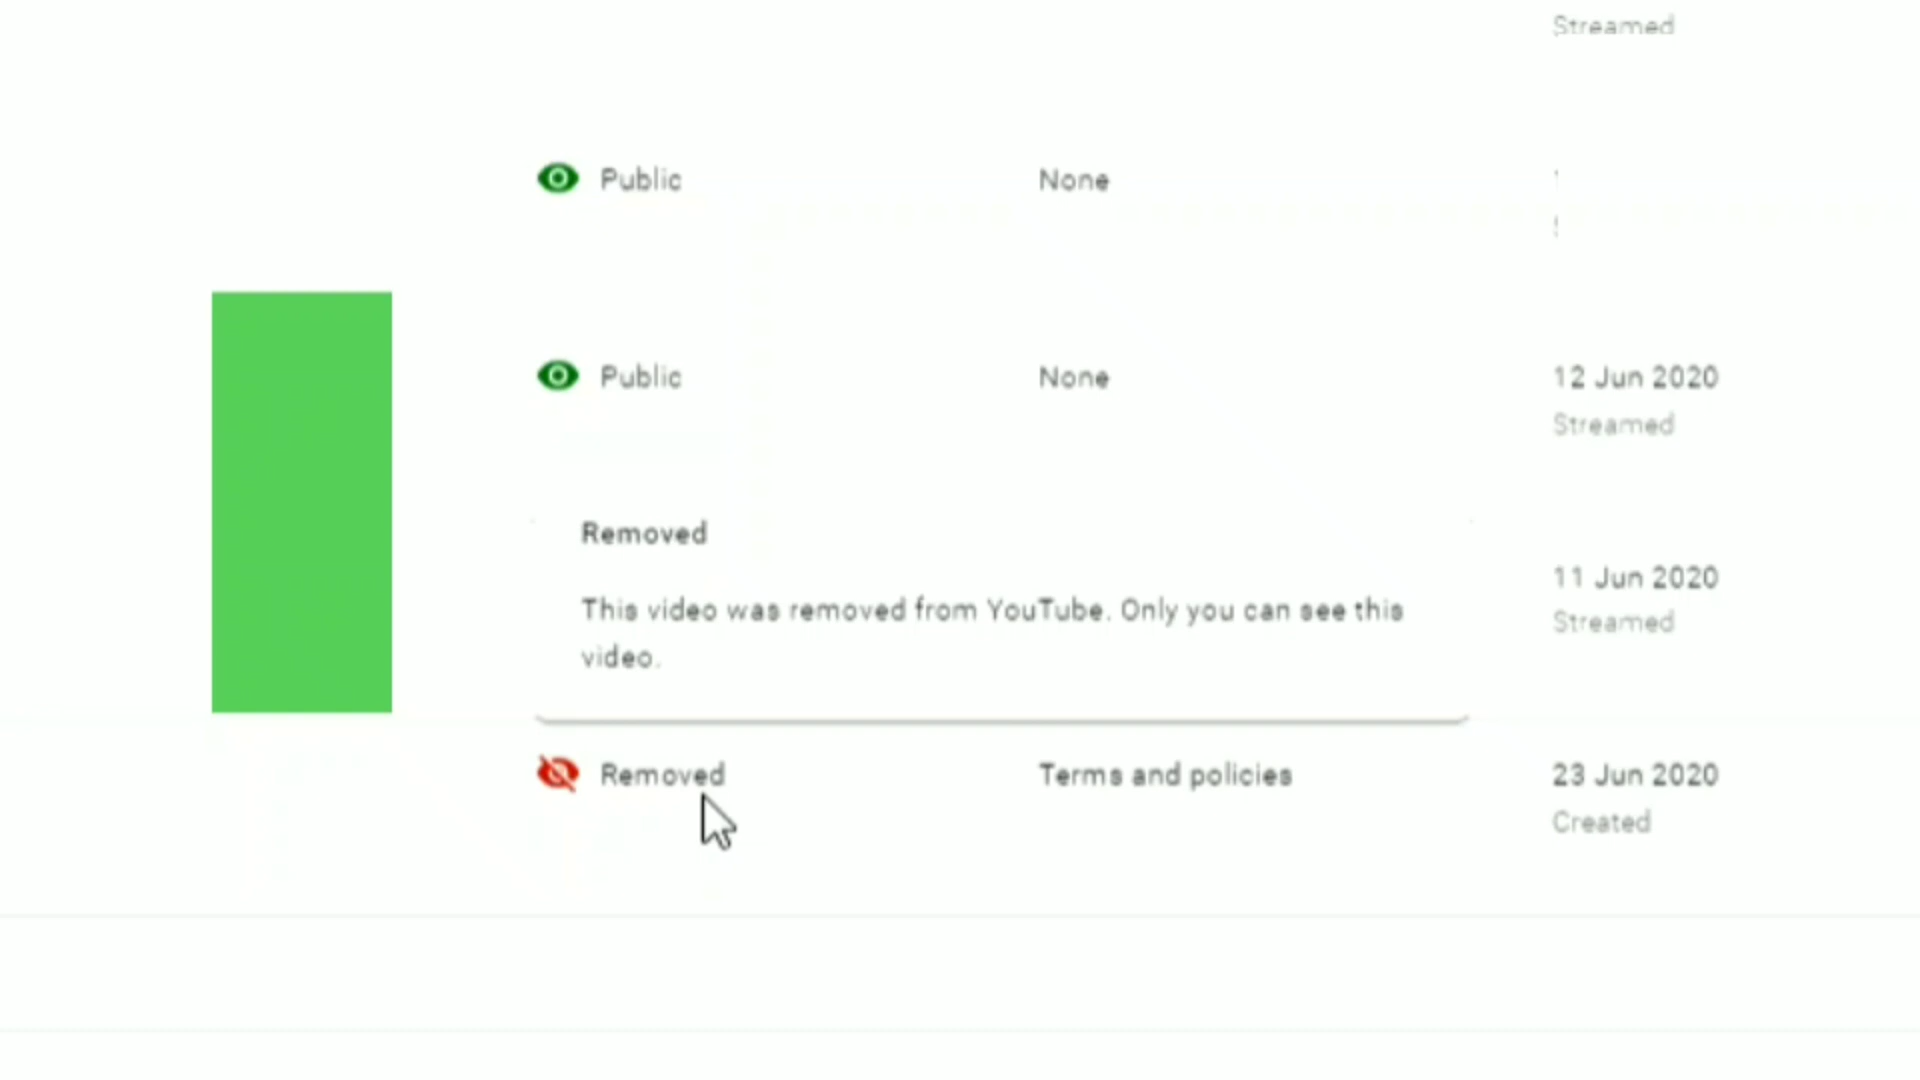 Streamed
Public None
Public None 12 Jun 2020
Streamed
Removed
11 Jun 2020
This video was removed from YouTube. Only you can see this
Streamed
video.
Removed Terms and policies 23 Jun 2020
Created